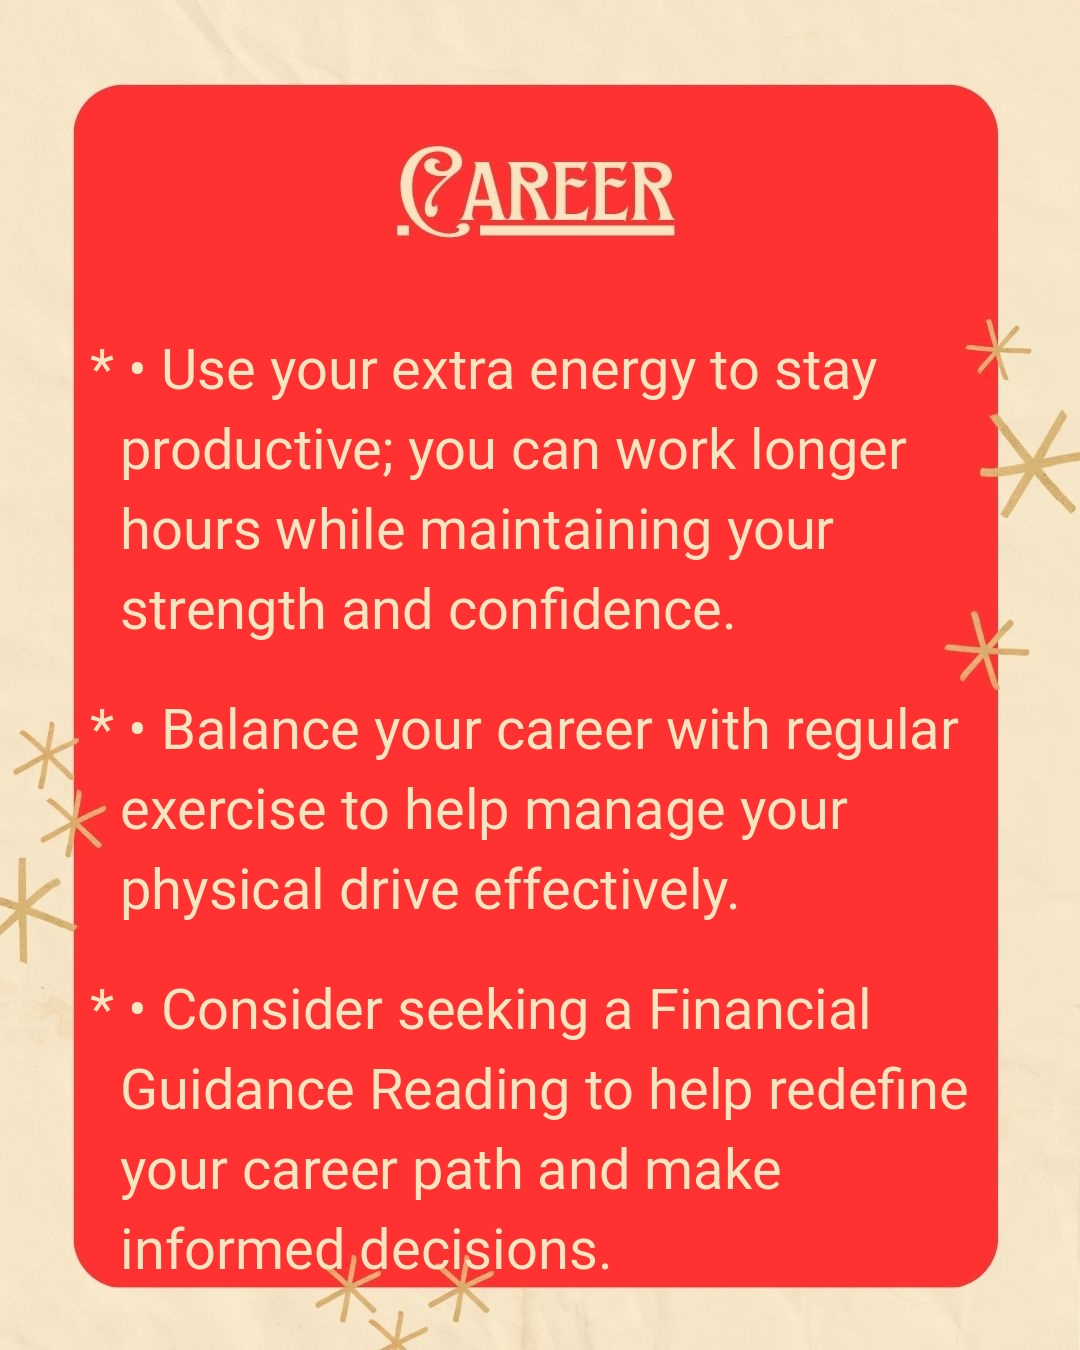 Career
* • Use your extra energy to stay
productive; you can work longer
hours while maintaining your
strength and confidence.
* • Balance your career with regular
exercise to help manage your
physical drive effectively.
* • Consider seeking a Financial
Guidance Reading to help redefine
your career path and make
informed decisions.